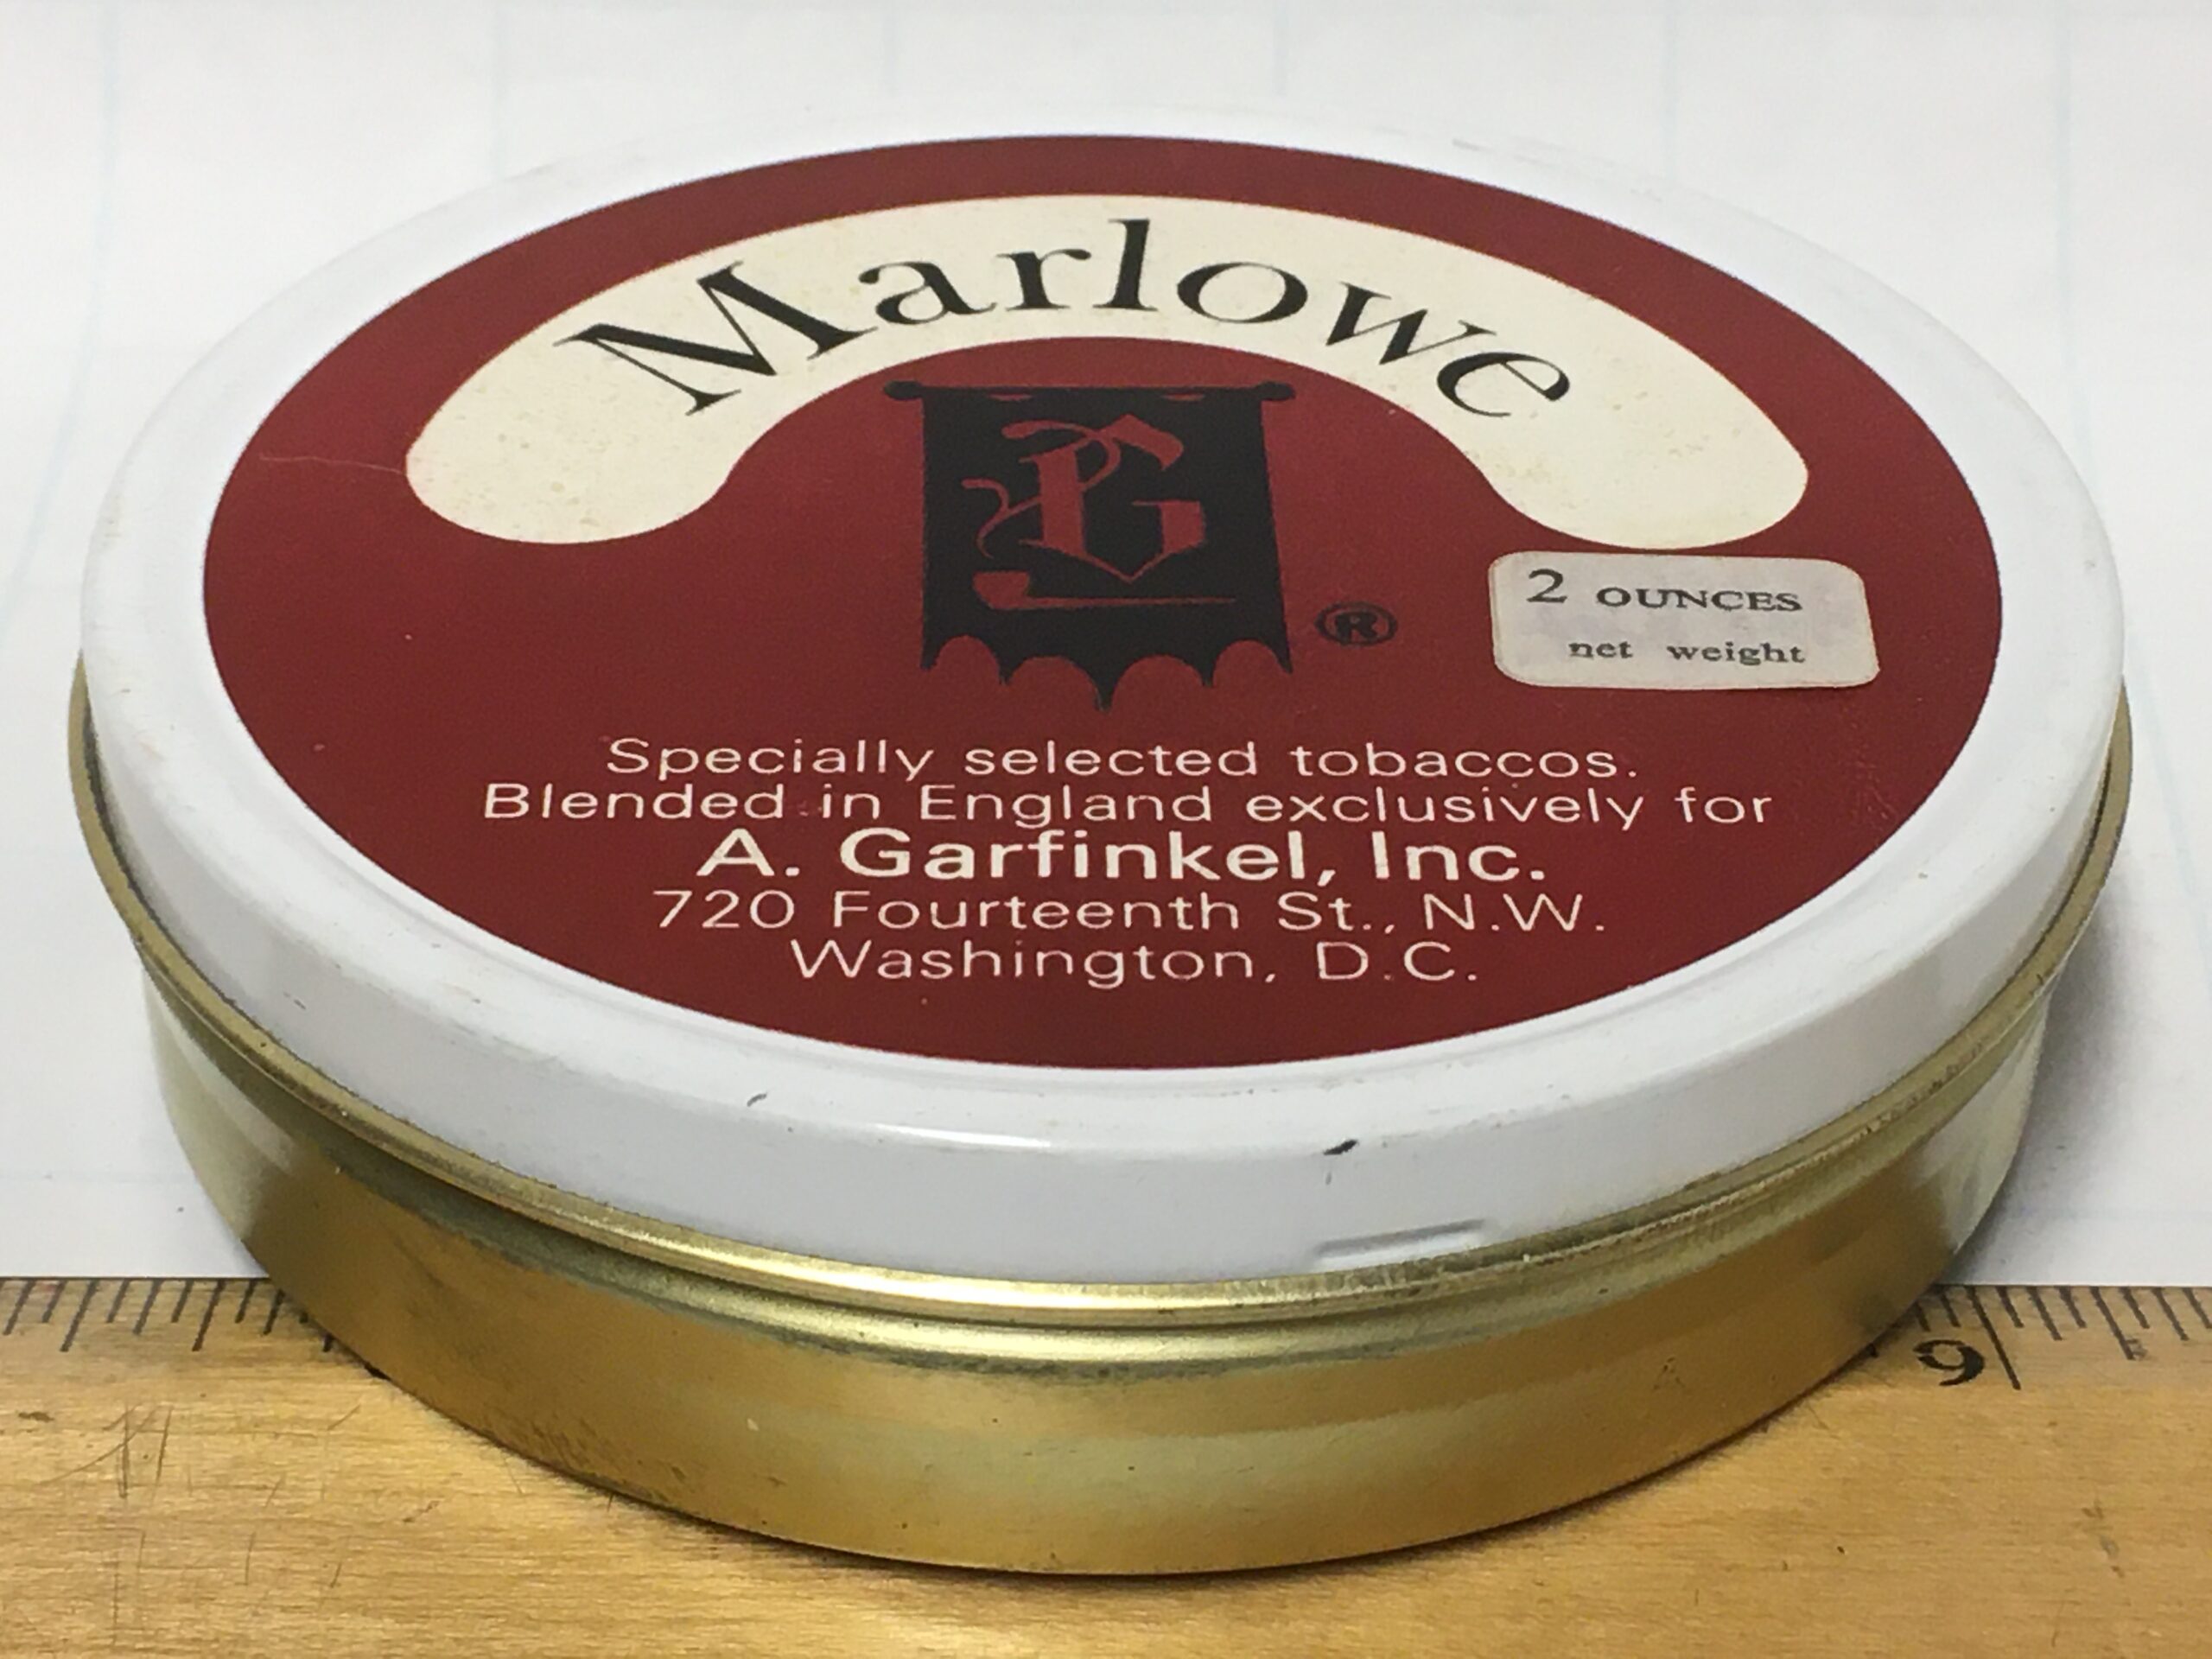 Marlowe
G
®
2 OUNCES
net weight
Specially selected tobaccos.
Blended in England exclusively for
A. Garfinkel, Inc.
720 Fourteenth St., N.W.
Washington, D.C.
9